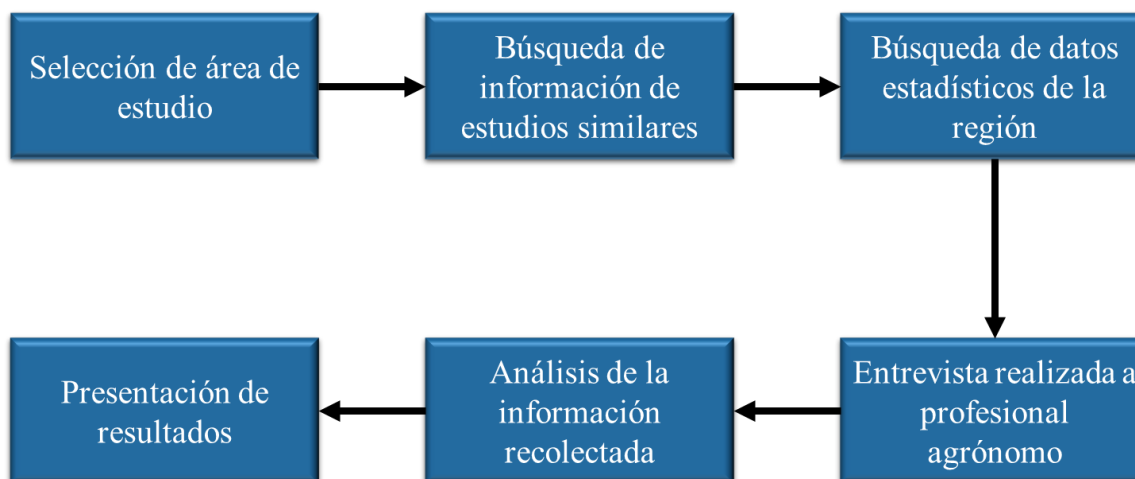 Selección de área de
estudio
Búsqueda de
información de
estudios similares
Búsqueda de datos
estadísticos de la
región
Entrevista realizada a
profesional
agrónomo
Análisis de la
información
recolectada
Presentación de
resultados